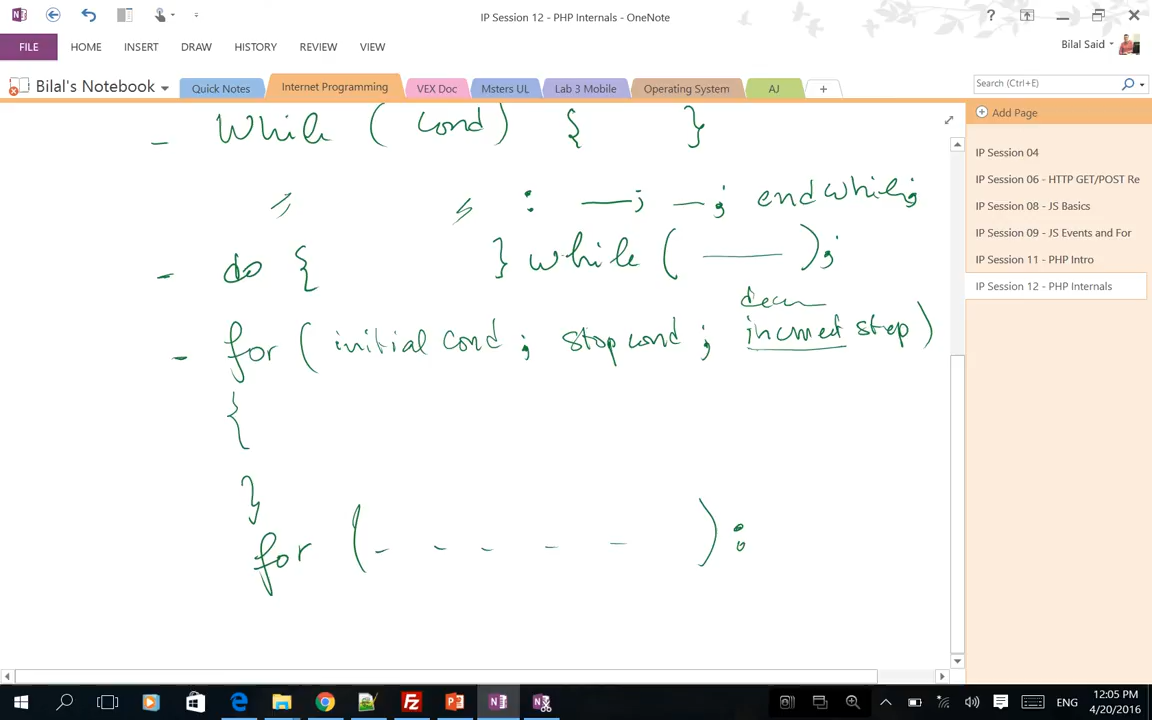 IP Session 12 - PHP Internals - OneNote
FILE HOME INSERT DRAW HISTORY REVIEW VIEW
Bilal Said
Bilal's Notebook Quick Notes Internet Programming VEX Doc Msters UL Lab 3 Mobile Operating System AJ
Search (Ctrl+E)
Add Page
IP Session 04
IP Session 06 - HTTP GET/POST Re
IP Session 08 - JS Basics
IP Session 09 - JS Events and For
IP Session 11 - PHP Intro
IP Session 12 - PHP Internals
- While ( cond) { }
〃 〃 : —; —; endwhile;
- do { } while ( —— );
decr
- for (initial cond ; stop cond ; incremet step)
{
}
for (- - - - - ) :
ENG
12:05 PM
4/20/2016